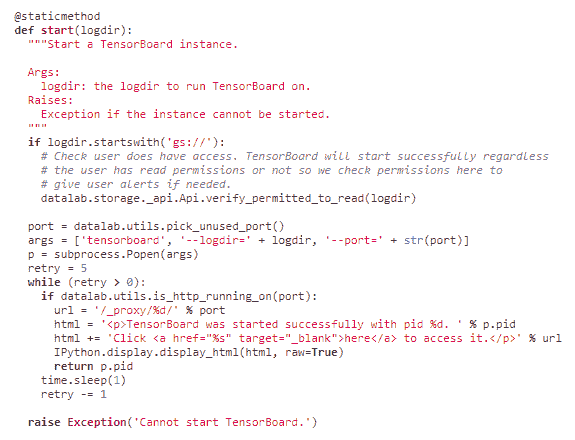 @staticmethod
def start(logdir):
  """Start a TensorBoard instance.

  Args:
    logdir: the logdir to run TensorBoard on.
  Raises:
    Exception if the instance cannot be started.
  """
  if logdir.startswith('gs://'):
    # Check user does have access. TensorBoard will start successfully regardless
    # the user has read permissions or not so we check permissions here to
    # give user alerts if needed.
    datalab.storage._api.Api.verify_permitted_to_read(logdir)

  port = datalab.utils.pick_unused_port()
  args = ['tensorboard', '--logdir=' + logdir, '--port=' + str(port)]
  p = subprocess.Popen(args)
  retry = 5
  while (retry > 0):
    if datalab.utils.is_http_running_on(port):
      url = '/_proxy/%d/' % port
      html = '<p>TensorBoard was started successfully with pid %d. ' % p.pid
      html += 'Click <a href="%s" target="_blank">here</a> to access it.</p>' % url
      IPython.display.display_html(html, raw=True)
      return p.pid
    time.sleep(1)
    retry -= 1

  raise Exception('Cannot start TensorBoard.')